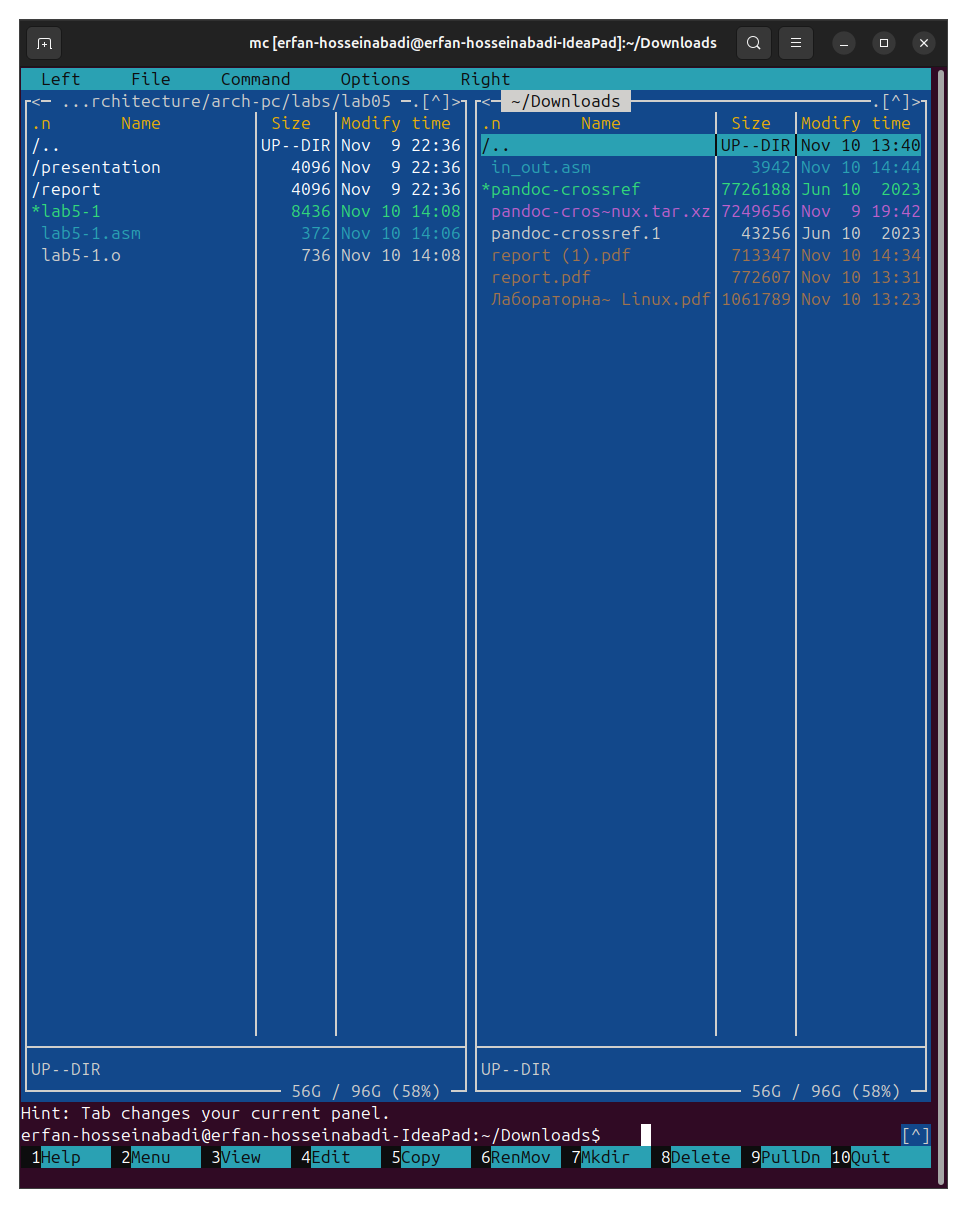 mc [erfan-hosseinabadi@erfan-hosseinabadi-IdeaPad]:~/Downloads
Left File Command Options Right
<─ ...rchitecture/arch-pc/labs/lab05 ─.[^]> <─ ~/Downloads .[^]>
.n Name Size Modify time .n Name Size Modify time
/.. UP--DIR Nov 9 22:36 /.. UP--DIR Nov 10 13:40
/presentation 4096 Nov 9 22:36 in_out.asm 3942 Nov 10 14:44
/report 4096 Nov 9 22:36 *pandoc-crossref 7726188 Jun 10 2023
*lab5-1 8436 Nov 10 14:08 pandoc-cros~nux.tar.xz 7249656 Nov 9 19:42
lab5-1.asm 372 Nov 10 14:06 pandoc-crossref.1 43256 Jun 10 2023
lab5-1.o 736 Nov 10 14:08 report (1).pdf 713347 Nov 10 14:34
report.pdf 772607 Nov 10 13:31
Лабораторна~ Linux.pdf 1061789 Nov 10 13:23
UP--DIR UP--DIR
56G / 96G (58%) 56G / 96G (58%)
Hint: Tab changes your current panel.
erfan-hosseinabadi@erfan-hosseinabadi-IdeaPad:~/Downloads$ [^]
1Help 2Menu 3View 4Edit 5Copy 6RenMov 7Mkdir 8Delete 9PullDn 10Quit